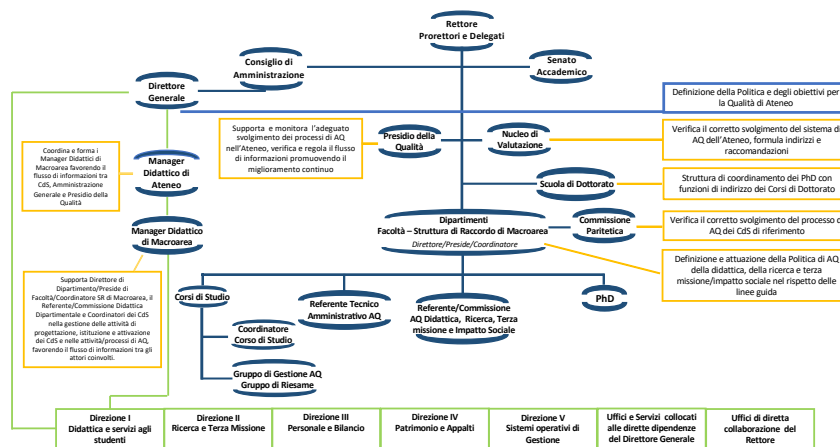 Rettore
Prorettori e Delegati
Consiglio di
Amministrazione
Senato
Accademico
Direttore
Generale
Definizione della Politica e degli obiettivi per
la Qualità di Ateneo
Supporta e monitora l'adeguato
svolgimento dei processi di AQ
nell'Ateneo, verifica e regola il flusso
di informazioni promuovendo il
miglioramento continuo
Presidio della
Qualità
Nucleo di
Valutazione
Verifica il corretto svolgimento del sistema di
AQ dell'Ateneo, formula indirizzi e
raccomandazioni
Coordina e forma i
Manager Didattici di
Macroarea favorendo il
flusso di informazioni tra
CdS, Amministrazione
Generale e Presidio della
Qualità
Manager
Didattico di
Ateneo
Scuola di Dottorato
Struttura di coordinamento dei PhD con
funzioni di indirizzo dei Corsi di Dottorato
Manager Didattico
di Macroarea
Dipartimenti
Facoltà – Struttura di Raccordo di Macroarea
Direttore/Preside/Coordinatore
Commissione
Paritetica
Verifica il corretto svolgimento del processo di
AQ dei CdS di riferimento
Definizione e attuazione della Politica di AQ
della didattica, della ricerca e terza
missione/impatto sociale nel rispetto delle
linee guida
Supporta Direttore di
Dipartimento/Preside di
Facoltà/Coordinatore SR di Macroarea, il
Referente/Commissione Didattica
Dipartimentale e Coordinatori dei CdS
nella gestione delle attività di
progettazione, istituzione e attivazione
dei CdS e nelle attività/processi di AQ,
favorendo il flusso di informazioni tra gli
attori coinvolti.
Corsi di Studio
Referente Tecnico
Amministrativo AQ
Referente/Commissione
AQ Didattica, Ricerca, Terza
missione e Impatto Sociale
PhD
Coordinatore
Corso di Studio
Gruppo di Gestione AQ
Gruppo di Riesame
Direzione I
Didattica e servizi agli
studenti
Direzione II
Ricerca e Terza Missione
Direzione III
Personale e Bilancio
Direzione IV
Patrimonio e Appalti
Direzione V
Sistemi operativi di
Gestione
Uffici e Servizi collocati
alle dirette dipendenze
del Direttore Generale
Uffici di diretta
collaborazione del
Rettore